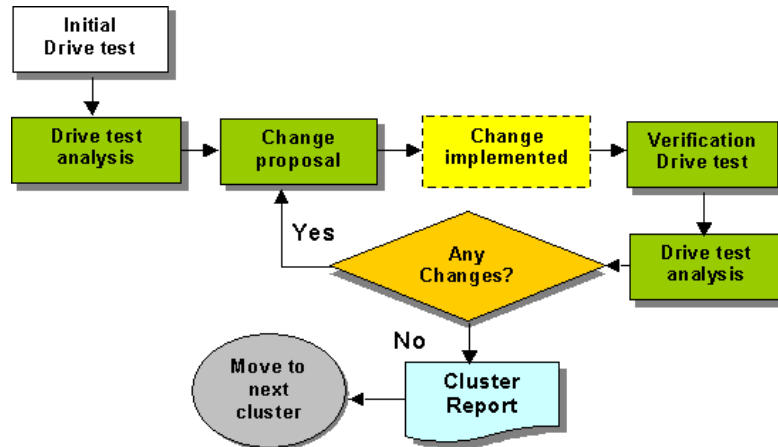 Initial
Drive test
Drive test
analysis
Change
proposal
Change
implemented
Verification
Drive test
Yes
Any
Changes?
Drive test
analysis
No
Move to
next
cluster
Cluster
Report